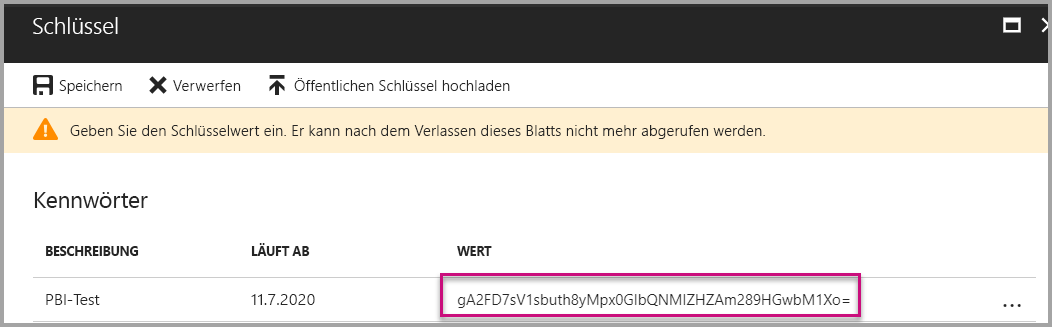 Schlüssel
Speichern Verwerfen Öffentlichen Schlüssel hochladen
Geben Sie den Schlüsselwert ein. Er kann nach dem Verlassen dieses Blatts nicht mehr abgerufen werden.
Kennwörter
BESCHREIBUNG LÄUFT AB WERT
PBI-Test 11.7.2020 gA2FD7sV1sbuth8yMpx0GlbQNMIZHZAm289HGwbM1Xo= ...